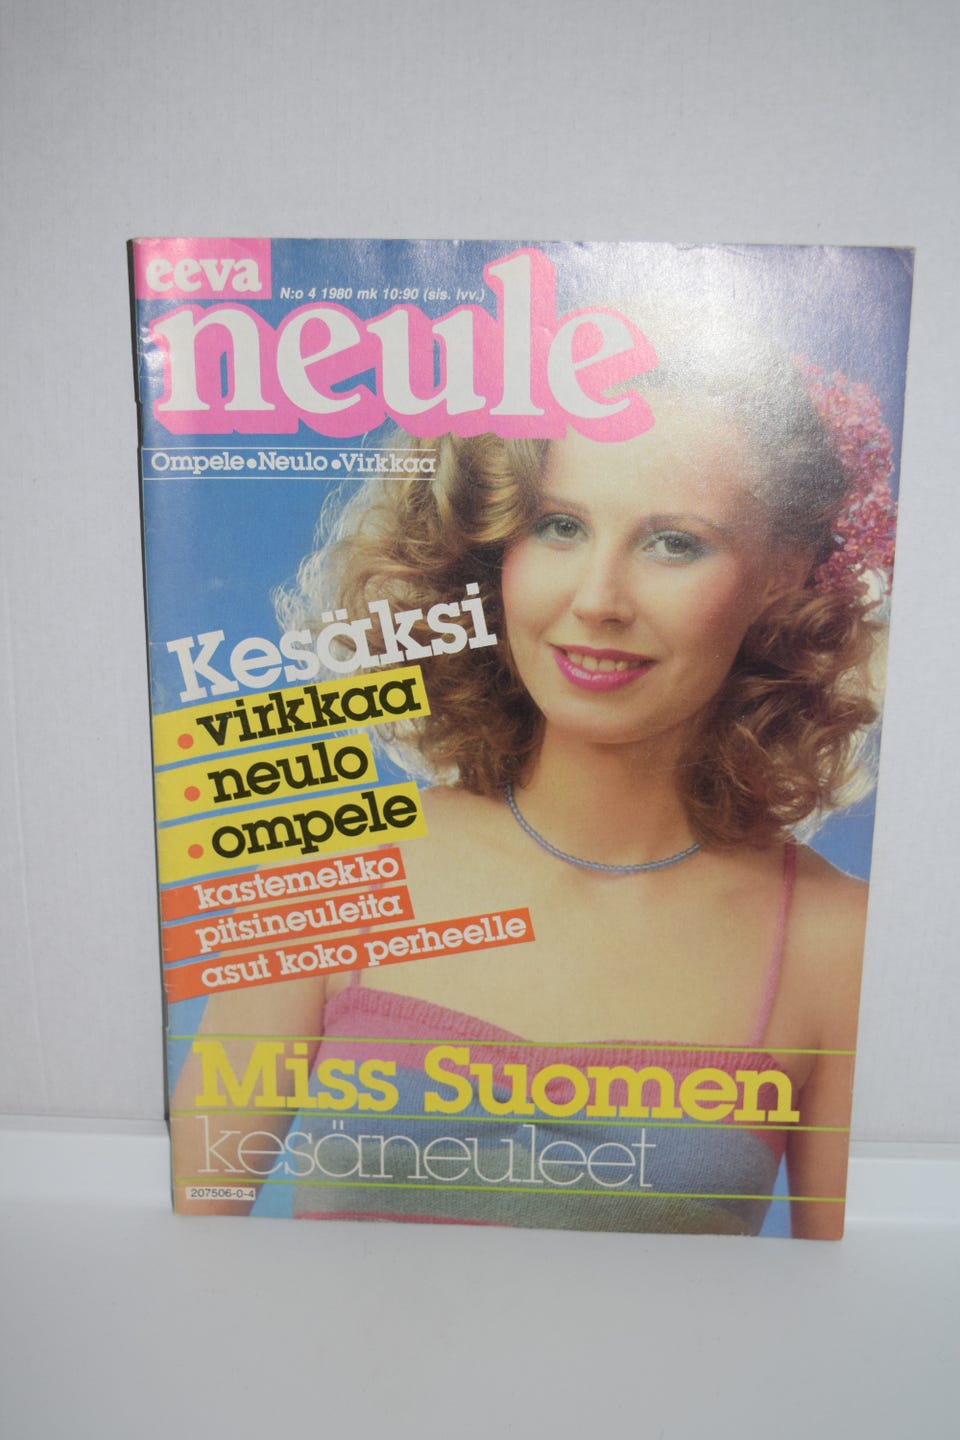 eeva
N:o 4 1980 mk 10:90 (sis. lvv.)
neule
Ompele•Neulo•Virkkaa
Kesäksi
• virkkaa
• neulo
• ompele
kastemekko
pitsineuleita
asut koko perheelle
Miss Suomen
kesäneuleet
207506-0-4